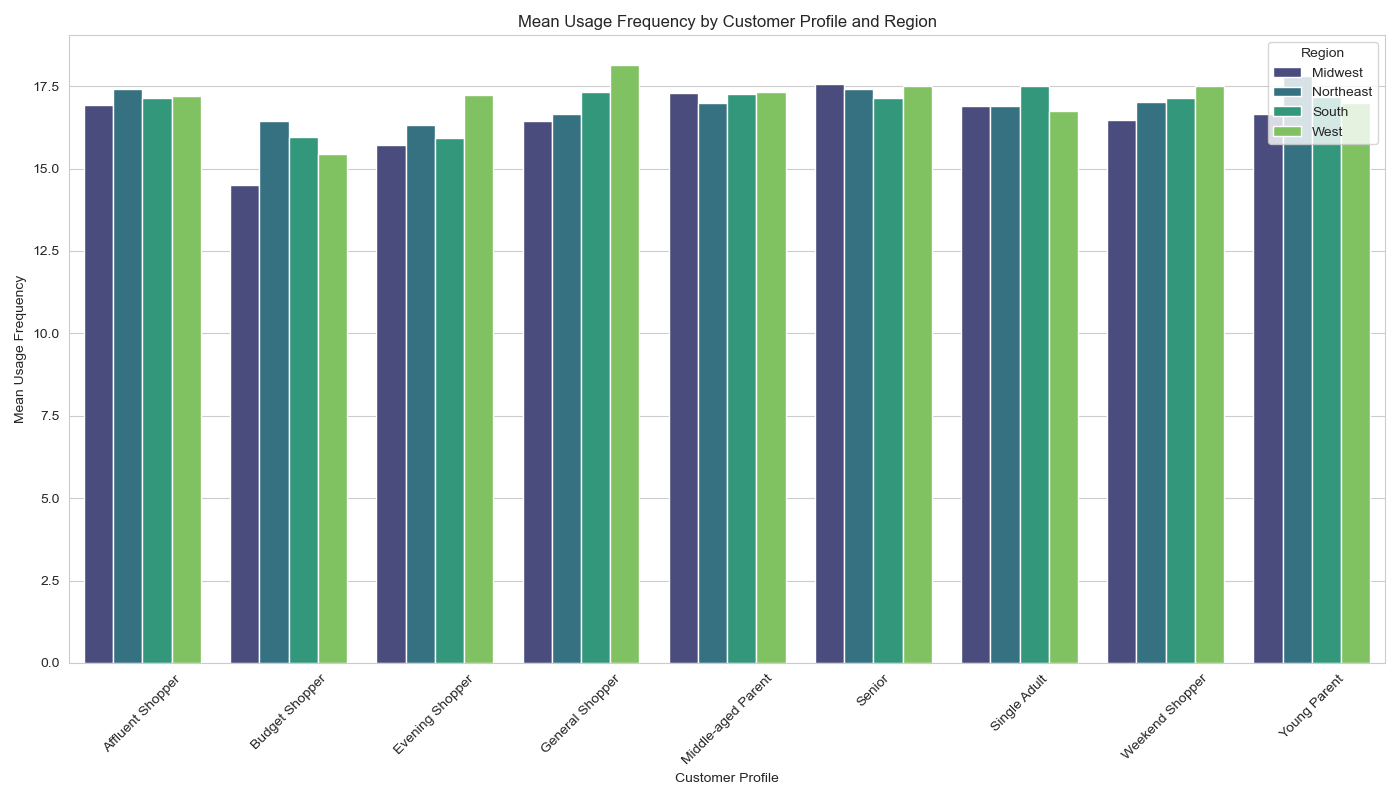 Mean Usage Frequency by Customer Profile and Region
Region
Midwest
Northeast
South
West
Mean Usage Frequency
17.5
15.0
12.5
10.0
7.5
5.0
2.5
0.0
Affluent Shopper
Budget Shopper
Evening Shopper
General Shopper
Middle-aged Parent
Senior
Single Adult
Weekend Shopper
Young Parent
Customer Profile